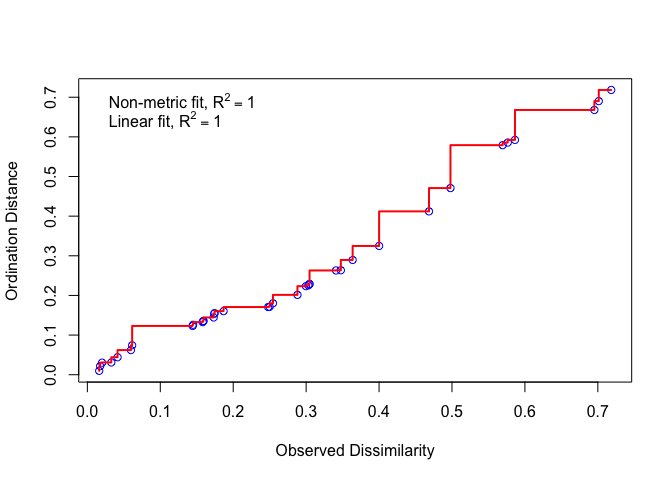 Non-metric fit, R² = 1
Linear fit, R² = 1
Ordination Distance
0.7
0.6
0.5
0.4
0.3
0.2
0.1
0.0
0.0 0.1 0.2 0.3 0.4 0.5 0.6 0.7
Observed Dissimilarity